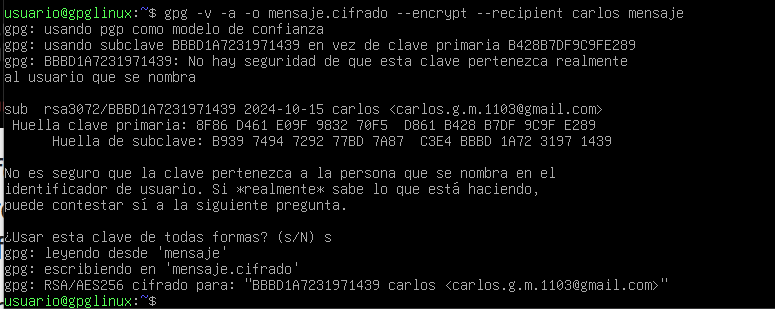 usuario@gpglinux:~$ gpg -v -a -o mensaje.cifrado --encrypt --recipient carlos mensaje
gpg: usando pgp como modelo de confianza
gpg: usando subclave BBBD1A7231971439 en vez de clave primaria B428B7DF9C9FE289
gpg: BBBD1A7231971439: No hay seguridad de que esta clave pertenezca realmente
al usuario que se nombra
sub  rsa3072/BBBD1A7231971439 2024-10-15 carlos <carlos.g.m.1103@gmail.com>
 Huella clave primaria: 8F86 D461 E09F 9832 70F5  D861 B428 B7DF 9C9F E289
      Huella de subclave: B939 7494 7292 77BD 7A87  C3E4 BBBD 1A72 3197 1439
No es seguro que la clave pertenezca a la persona que se nombra en el
identificador de usuario. Si *realmente* sabe lo que está haciendo,
puede contestar sí a la siguiente pregunta.
¿Usar esta clave de todas formas? (s/N) s
gpg: leyendo desde 'mensaje'
gpg: escribiendo en 'mensaje.cifrado'
gpg: RSA/AES256 cifrado para: "BBBD1A7231971439 carlos <carlos.g.m.1103@gmail.com>"
usuario@gpglinux:~$